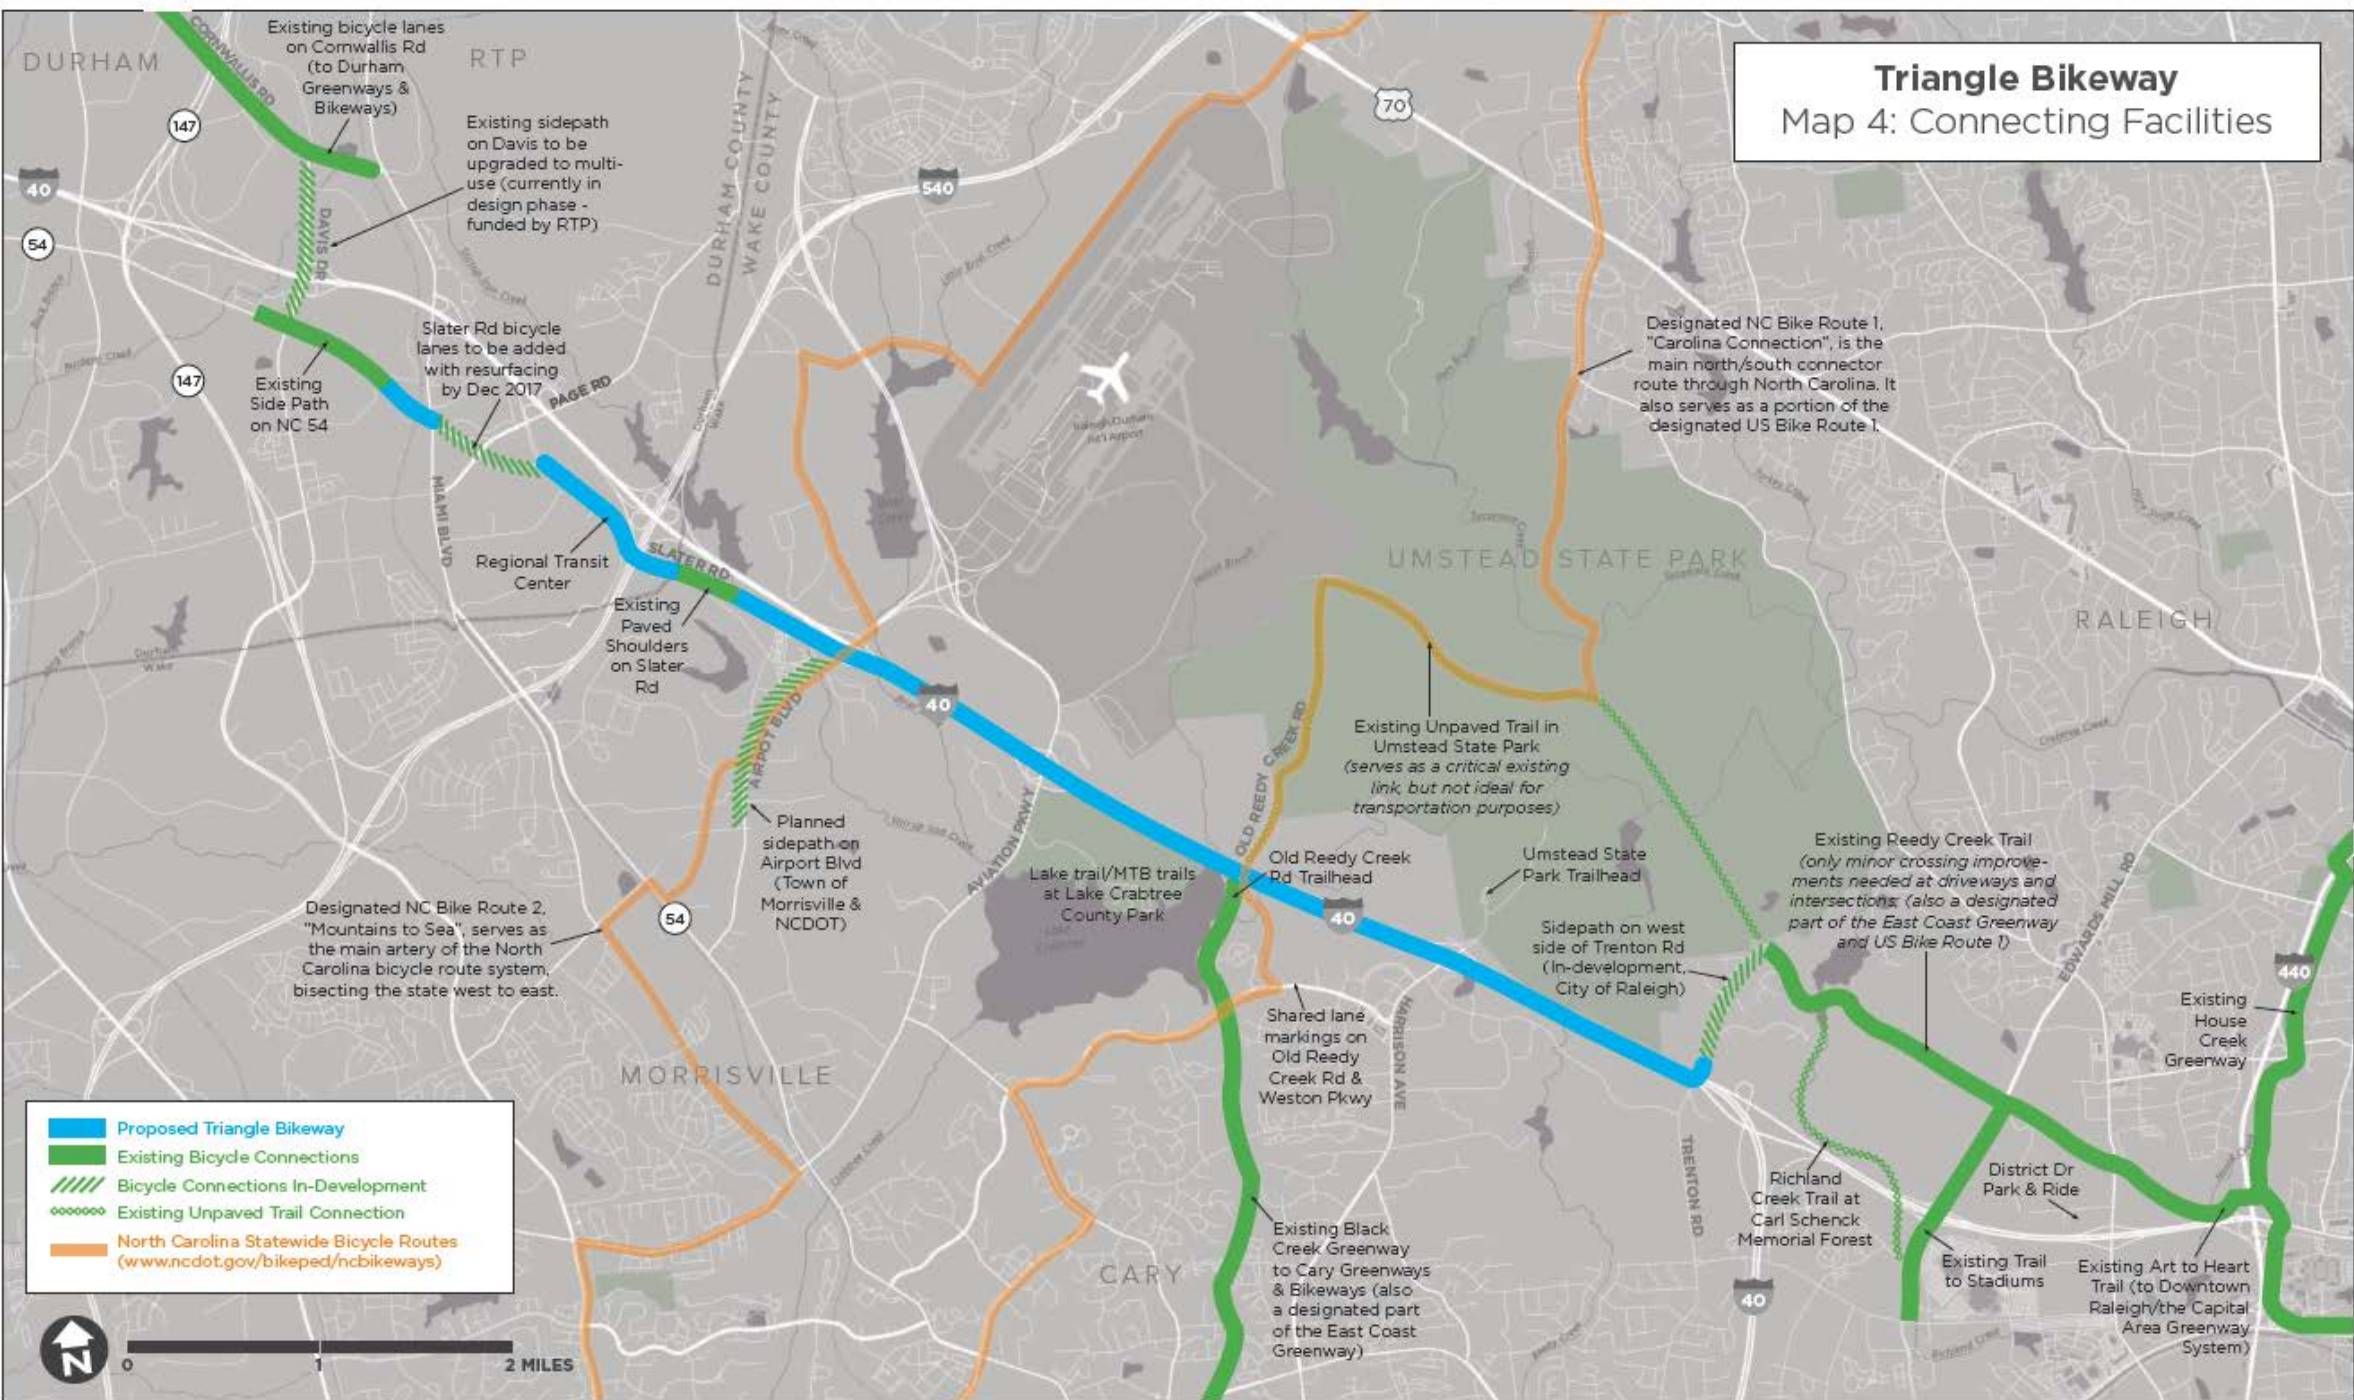 Triangle Bikeway
Map 4: Connecting Facilities
DURHAM
RTP
CORNWALLIS RD
Existing bicycle lanes
on Cornwallis Rd
(to Durham
Greenways &
Bikeways)
147
40
54
DAVIS DR
Existing sidepath
on Davis to be
upgraded to multi-
use (currently in
design phase -
funded by RTP)
DURHAM COUNTY
WAKE COUNTY
540
70
Slater Rd bicycle
lanes to be added
with resurfacing
by Dec 2017
PAGE RD
147
Existing
Side Path
on NC 54
MIAMI BLVD
Durham
Wake
Raleigh/Durham
Int'l Airport
Designated NC Bike Route 1,
"Carolina Connection", is the
main north/south connector
route through North Carolina. It
also serves as a portion of the
designated US Bike Route 1.
Regional Transit
Center
SLATER RD
UMSTEAD STATE PARK
RALEIGH
Existing
Paved
Shoulders
on Slater
Rd
Durham
Wake
40
AIRPOT BLVD
Existing Unpaved Trail in
Umstead State Park
(serves as a critical existing
link, but not ideal for
transportation purposes)
OLD REEDY CREEK RD
AVIATION PKWY
Planned
sidepath on
Airport Blvd
(Town of
Morrisville &
NCDOT)
Lake trail/MTB trails
at Lake Crabtree
County Park
Old Reedy Creek
Rd Trailhead
Umstead State
Park Trailhead
Existing Reedy Creek Trail
(only minor crossing improve-
ments needed at driveways and
intersections; (also a designated
part of the East Coast Greenway
and US Bike Route 1)
EDWARDS MILL RD
Designated NC Bike Route 2,
"Mountains to Sea", serves as
the main artery of the North
Carolina bicycle route system,
bisecting the state west to east.
54
40
Sidepath on west
side of Trenton Rd
(In-development,
City of Raleigh)
440
Existing
House
Creek
Greenway
Shared lane
markings on
Old Reedy
Creek Rd &
Weston Pkwy
HARRISON AVE
MORRISVILLE
TRENTON RD
Richland
Creek Trail at
Carl Schenck
Memorial Forest
District Dr
Park & Ride
Existing Black
Creek Greenway
to Cary Greenways
& Bikeways (also
a designated part
of the East Coast
Greenway)
CARY
40
Existing Trail
to Stadiums
Existing Art to Heart
Trail (to Downtown
Raleigh/the Capital
Area Greenway
System)
Proposed Triangle Bikeway
Existing Bicycle Connections
Bicycle Connections In-Development
Existing Unpaved Trail Connection
North Carolina Statewide Bicycle Routes
(www.ncdot.gov/bikeped/ncbikeways)
N
0 1 2 MILES